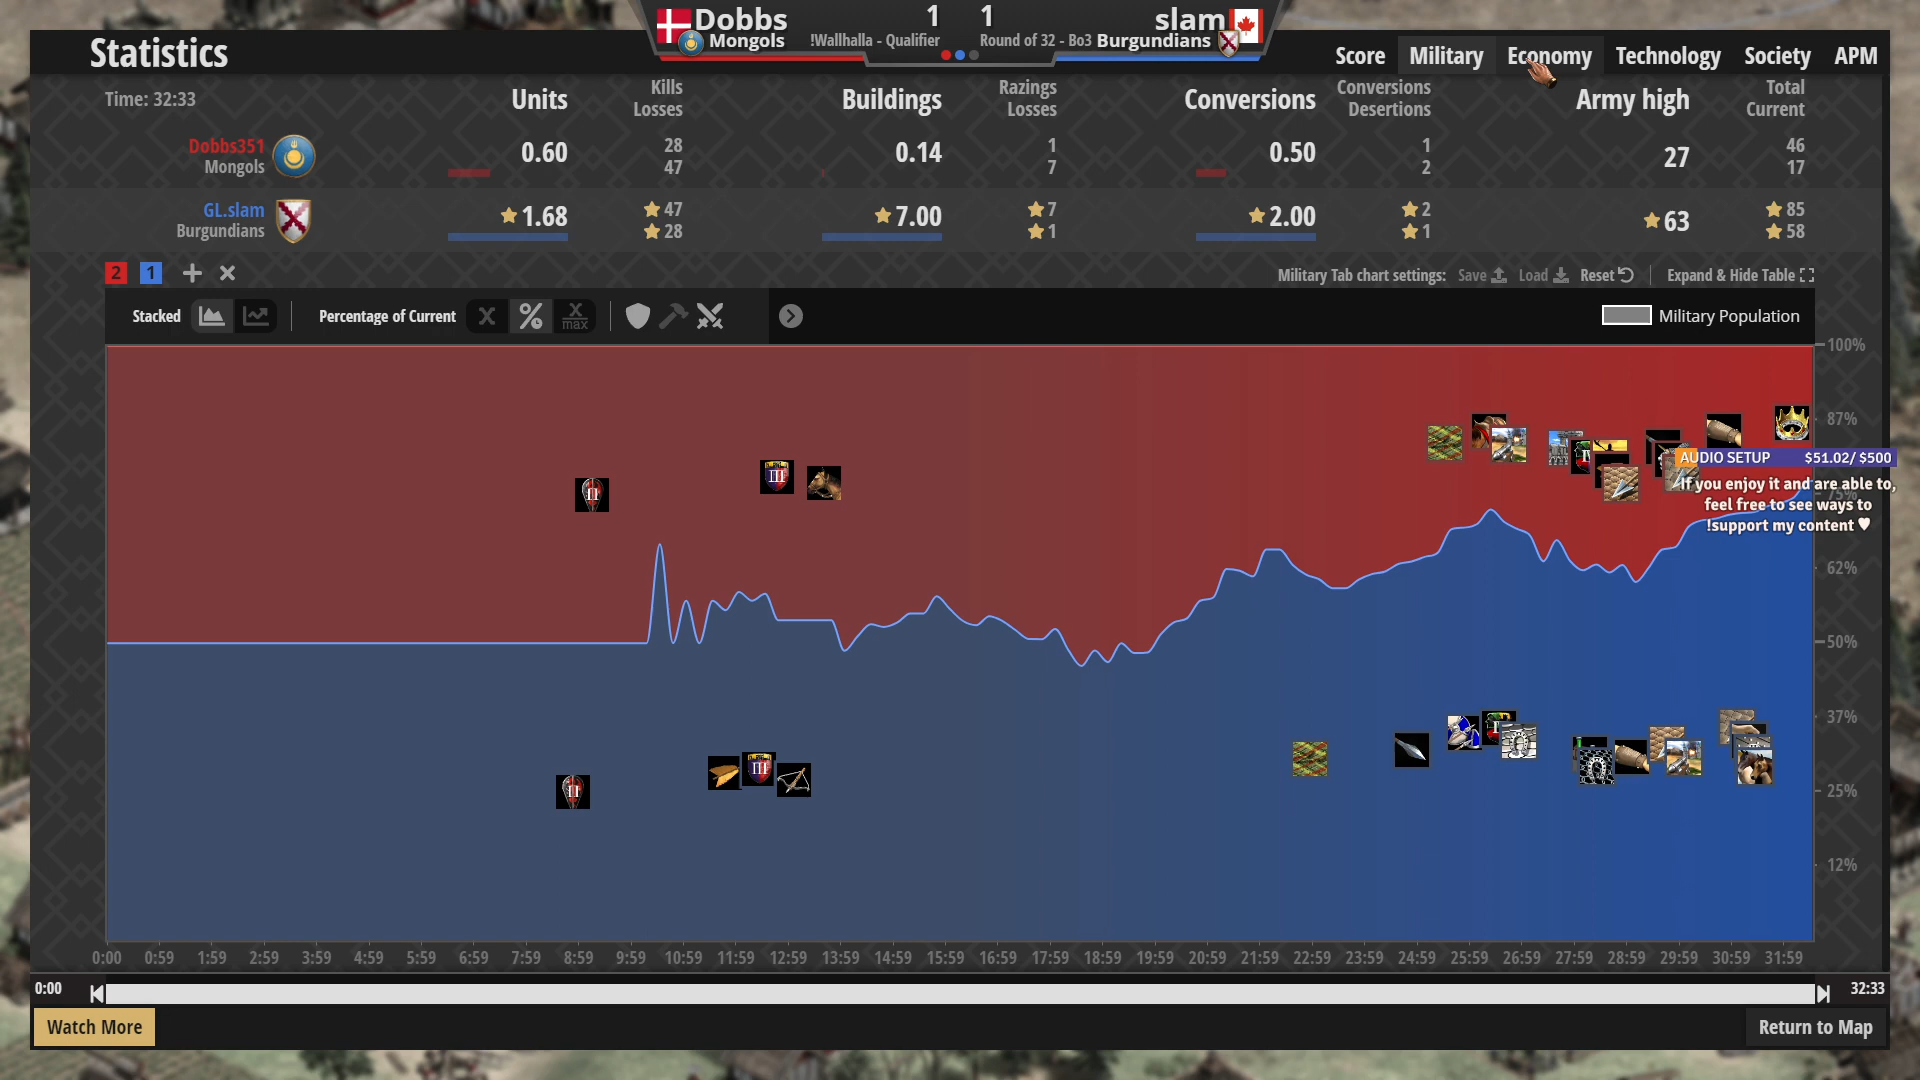 Statistics
Dobbs
Mongols
1
1
!Wallhalla - Qualifier
Round of 32 - Bo3
slam
Burgundians
Score
Military
Economy
Technology
Society
APM
Time: 32:33
Units
Kills
Losses
Buildings
Razings
Losses
Conversions
Conversions
Desertions
Army high
Total
Current
Dobbs351
Mongols
0.60
28
47
0.14
1
7
0.50
1
2
27
46
17
GL.slam
Burgundians
1.68
47
28
7.00
7
1
2.00
2
1
63
85
58
2
1
Military Tab chart settings:
Save
Load
Reset
Expand & Hide Table
Stacked
Percentage of Current
X
%
X
max
Military Population
100%
87%
AUDIO SETUP $51.02/ $500
If you enjoy it and are able to,
feel free to see ways to
!support my content ♥
75%
62%
50%
37%
25%
12%
II
III
II
III
0:00 0:59 1:59 2:59 3:59 4:59 5:59 6:59 7:59 8:59 9:59 10:59 11:59 12:59 13:59 14:59 15:59 16:59 17:59 18:59 19:59 20:59 21:59 22:59 23:59 24:59 25:59 26:59 27:59 28:59 29:59 30:59 31:59
0:00
32:33
Watch More
Return to Map